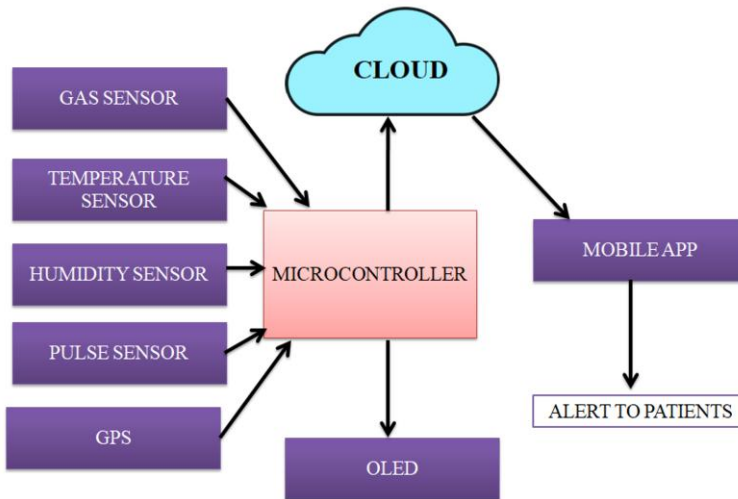 CLOUD
GAS SENSOR
TEMPERATURE
SENSOR
HUMIDITY SENSOR
MICROCONTROLLER
MOBILE APP
PULSE SENSOR
ALERT TO PATIENTS
GPS
OLED